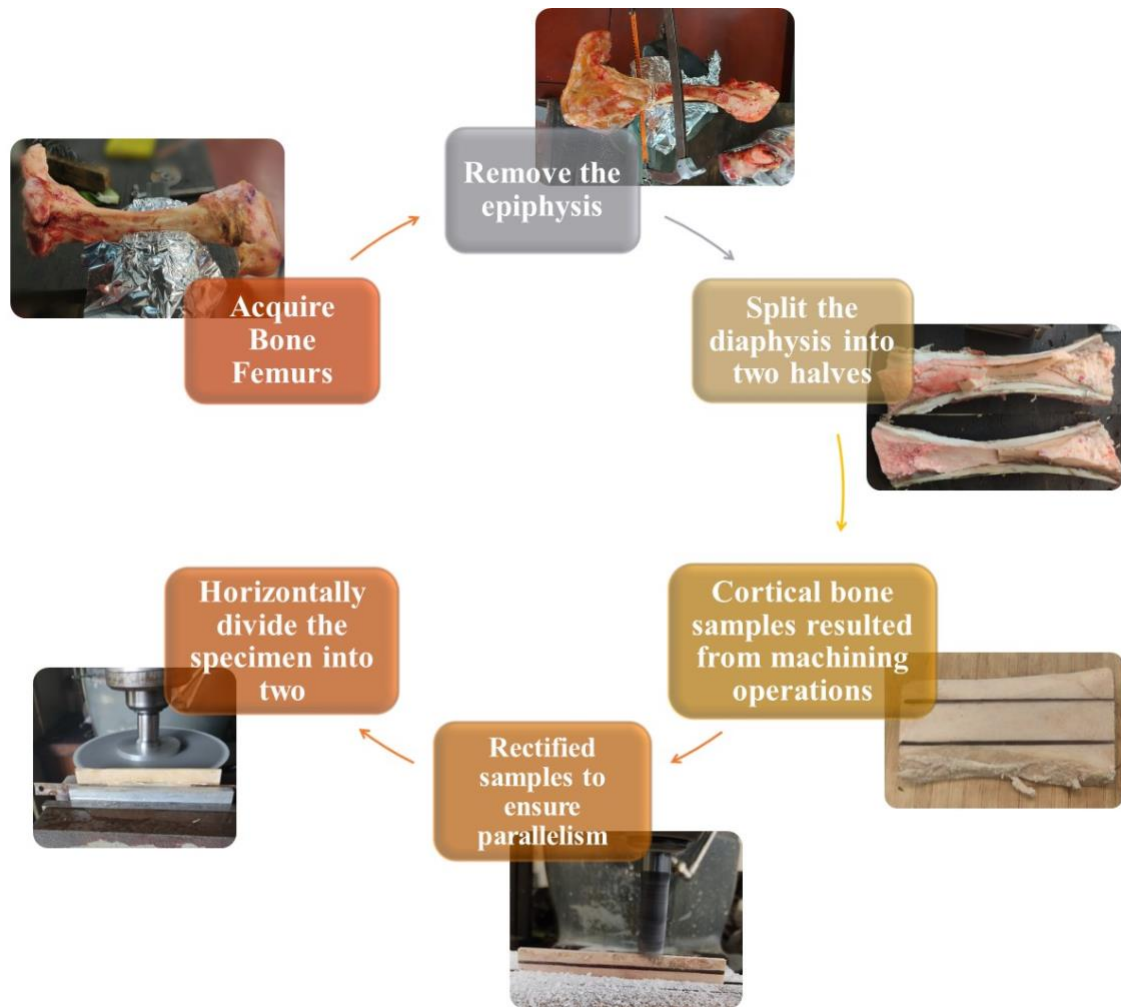 Remove the
epiphysis
Acquire
Bone
Femurs
Split the
diaphysis into
two halves
Cortical bone
samples resulted
from machining
operations
Rectified
samples to
ensure
parallelism
Horizontally
divide the
specimen into
two